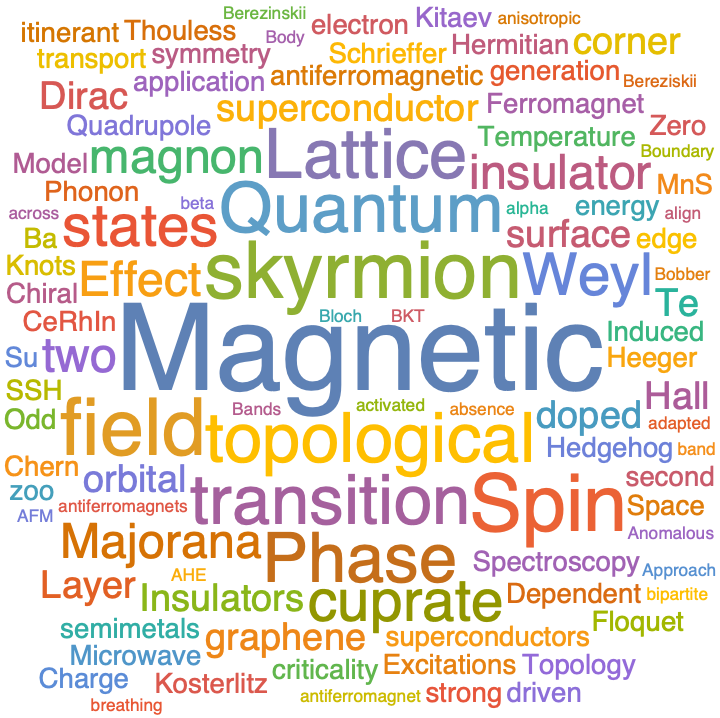 Berezinskii
Kitaev
anisotropic
itinerant
Thouless
Body
electron
Schrieffer
Hermitian
corner
transport
symmetry
application
antiferromagnetic
generation
Bereziskii
Dirac
superconductor
Ferromagnet
Quadrupole
Temperature
Zero
Model
magnon
Lattice
insulator
Boundary
MnS
Phonon
beta
Quantum
alpha
energy
align
across
states
surface
edge
Ba
Knots
Effect
skyrmion
Weyl
Bobber
Chiral
Te
CeRhIn
Magnetic
Bloch
BKT
Induced
Su
two
Heeger
SSH
Odd
field
Bands
activated
absence
doped
Hall
adapted
topological
Hedgehog
band
Chern
orbital
zoo
transition
Spin
second
Space
AFM
antiferromagnets
Anomalous
Majorana
Phase
Spectroscopy
Approach
AHE
Layer
Insulators
cuprate
Dependent
bipartite
semimetals
graphene
superconductors
Floquet
Microwave
criticality
Excitations
Topology
Charge
Kosterlitz
antiferromagnet
strong
driven
breathing